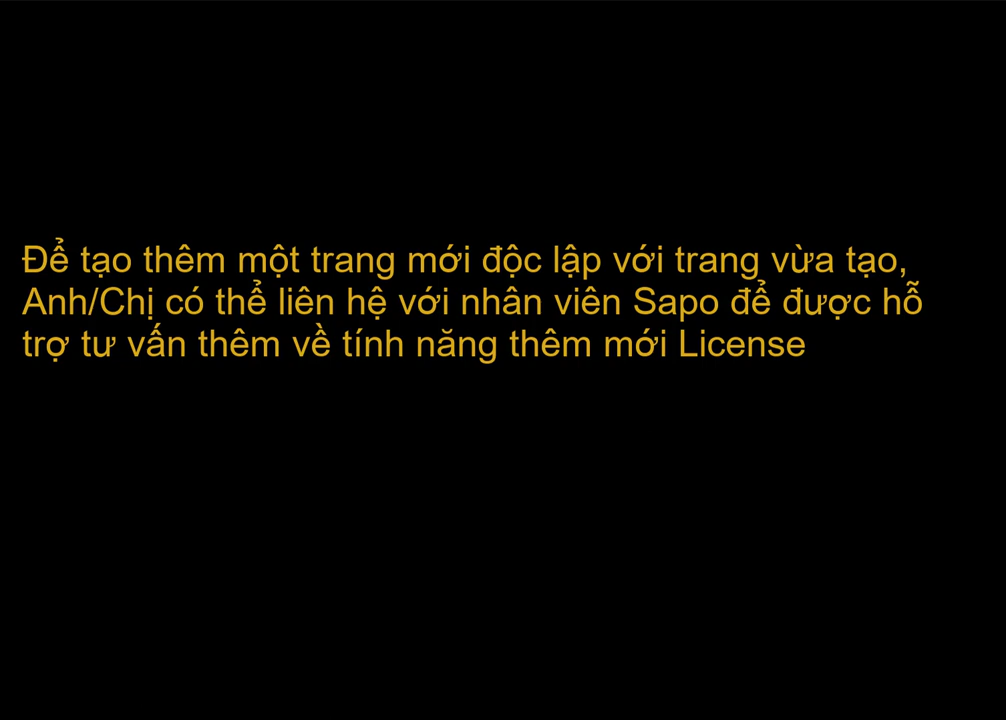 Để tạo thêm một trang mới độc lập với trang vừa tạo,
Anh/Chị có thể liên hệ với nhân viên Sapo để được hỗ
trợ tư vấn thêm về tính năng thêm mới License